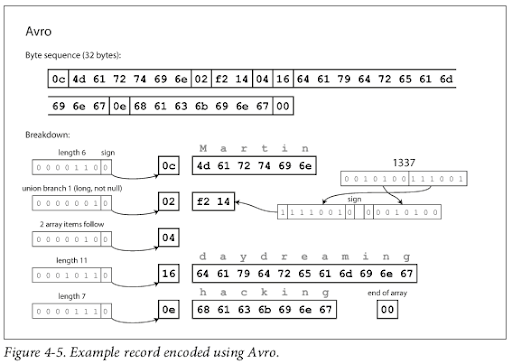 Avro
Byte sequence (32 bytes):
0c 4d 61 72 74 69 6e 02 f2 14 04 16 64 61 79 64 72 65 61 6d
69 6e 67 0e 68 61 63 6b 69 6e 67 00
Breakdown:
length 6 sign
0 0 0 0 1 1 0 0
0c
M a r t i n
4d 61 72 74 69 6e
1337
0 0 1 0 1 0 0 1 1 1 0 0 1
union branch 1 (long, not null)
0 0 0 0 0 0 1 0
02
f2 14
sign
1 1 1 1 0 0 1 0 0 0 0 1 0 1 0 0
2 array items follow
0 0 0 0 0 1 0 0
04
length 11
0 0 0 1 0 1 1 0
16
d a y d r e a m i n g
64 61 79 64 72 65 61 6d 69 6e 67
length 7
0 0 0 0 1 1 1 0
0e
h a c k i n g
68 61 63 6b 69 6e 67
end of array
00
Figure 4-5. Example record encoded using Avro.